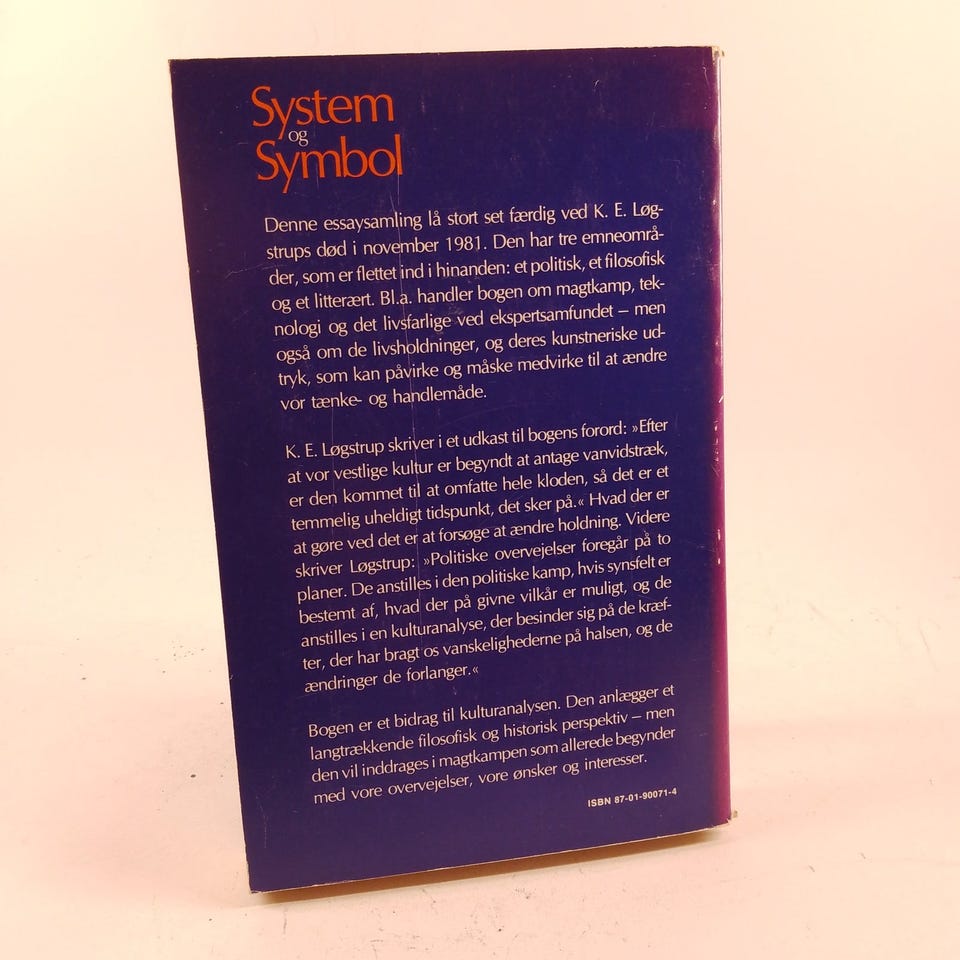 System
og
Symbol
Denne essaysamling lå stort set færdig ved K. E. Løg-
strups død i november 1981. Den har tre emneområ-
der, som er flettet ind i hinanden: et politisk, et filosofisk
og et litterært. Bl.a. handler bogen om magtkamp, tek-
nologi og det livsfarlige ved ekspertsamfundet – men
også om de livsholdninger, og deres kunstneriske ud-
tryk, som kan påvirke og måske medvirke til at ændre
vor tænke- og handlemåde.
K. E. Løgstrup skriver i et udkast til bogens forord: »Efter
at vor vestlige kultur er begyndt at antage vanvidstræk,
er den kommet til at omfatte hele kloden, så det er et
temmelig uheldigt tidspunkt, det sker på.« Hvad der er
at gøre ved det er at forsøge at ændre holdning. Videre
skriver Løgstrup: »Politiske overvejelser foregår på to
planer. De anstilles i den politiske kamp, hvis synsfelt er
bestemt af, hvad der på givne vilkår er muligt, og de
anstilles i en kulturanalyse, der besinder sig på de kræf-
ter, der har bragt os vanskelighederne på halsen, og de
ændringer de forlanger.«
Bogen er et bidrag til kulturanalysen. Den anlægger et
langtrækkende filosofisk og historisk perspektiv – men
den vil inddrages i magtkampen som allerede begynder
med vore overvejelser, vore ønsker og interesser.
ISBN 87-01-90071-4